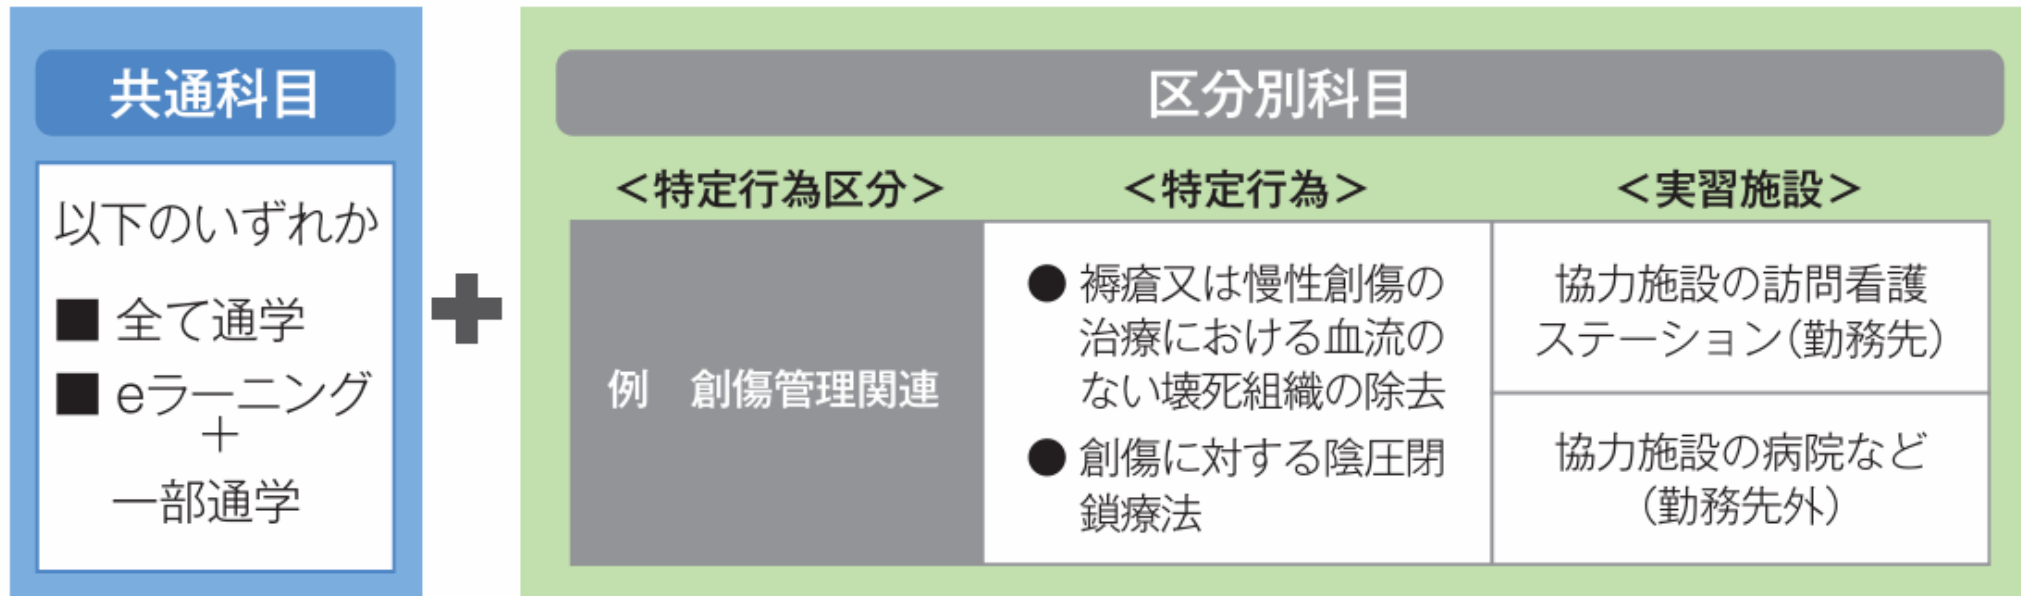 共通科目
以下のいずれか
■ 全て通学
■ eラーニング
＋
一部通学
＋
区分別科目
＜特定行為区分＞
＜特定行為＞
＜実習施設＞
例　創傷管理関連
● 褥瘡又は慢性創傷の
治療における血流の
ない壊死組織の除去
● 創傷に対する陰圧閉
鎖療法
協力施設の訪問看護
ステーション(勤務先)
協力施設の病院など
(勤務先外)